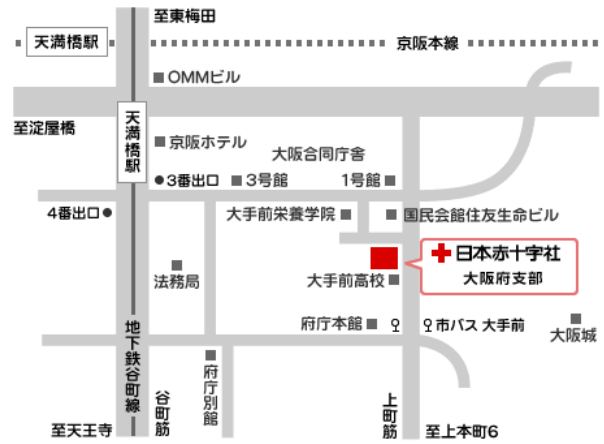 至東梅田
天満橋駅
京阪本線
OMMビル
至淀屋橋
天満橋駅
京阪ホテル
大阪合同庁舎
3番出口
3号館
1号館
4番出口
大手前栄養学院
国民会館住友生命ビル
日本赤十字社
大阪府支部
法務局
大手前高校
府庁本館
市バス 大手前
大阪城
地下鉄谷町線
府庁別館
谷町筋
上町筋
至天王寺
至上本町6